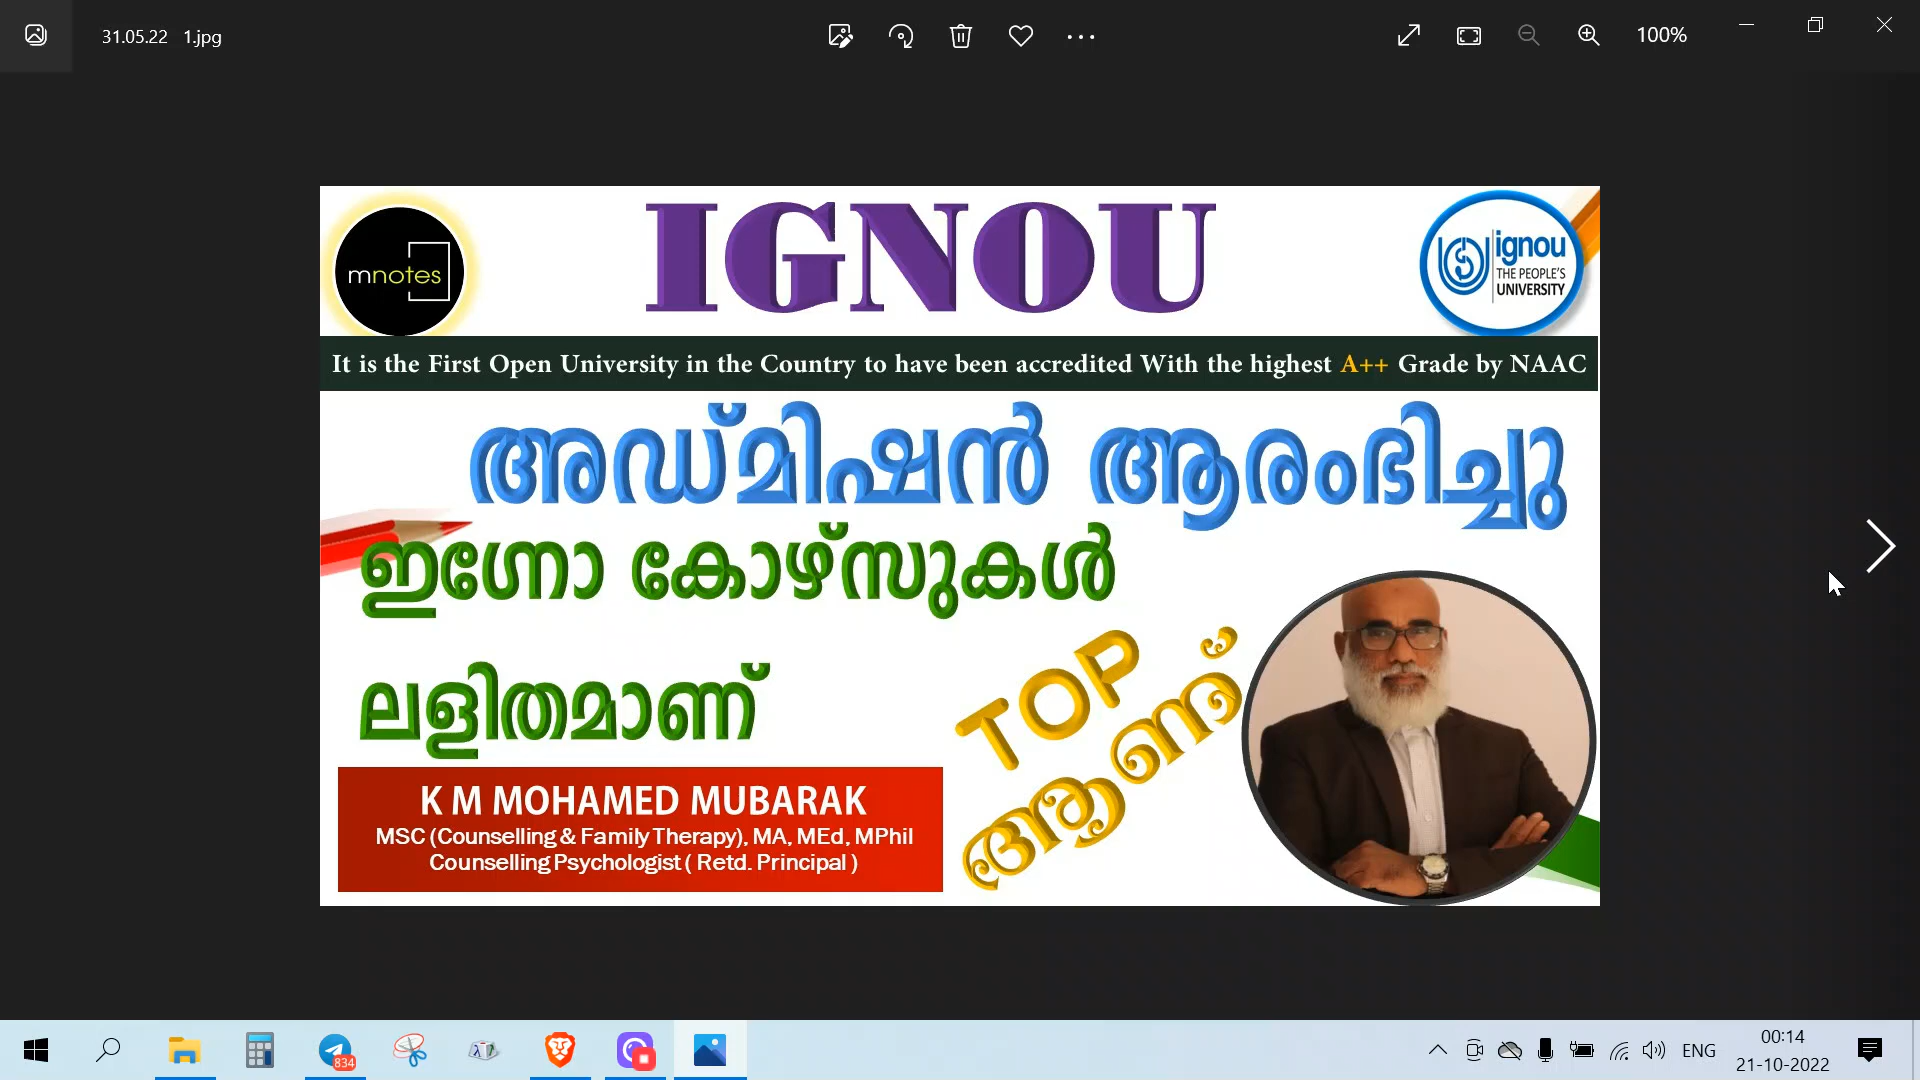 31.05.22 1.jpg
100%
mnotes
IGNOU
ignou
THE PEOPLE'S
UNIVERSITY
It is the First Open University in the Country to have been accredited With the highest A++ Grade by NAAC
അഡ്മിഷൻ ആരംഭിച്ചു
ഇഗ്നോ കോഴ്സുകൾ
ലളിതമാണ്
TOP
ആണ്
K M MOHAMED MUBARAK
MSC (Counselling & Family Therapy), MA, MEd, MPhil
Counselling Psychologist ( Retd. Principal )
834
ENG
00:14
21-10-2022